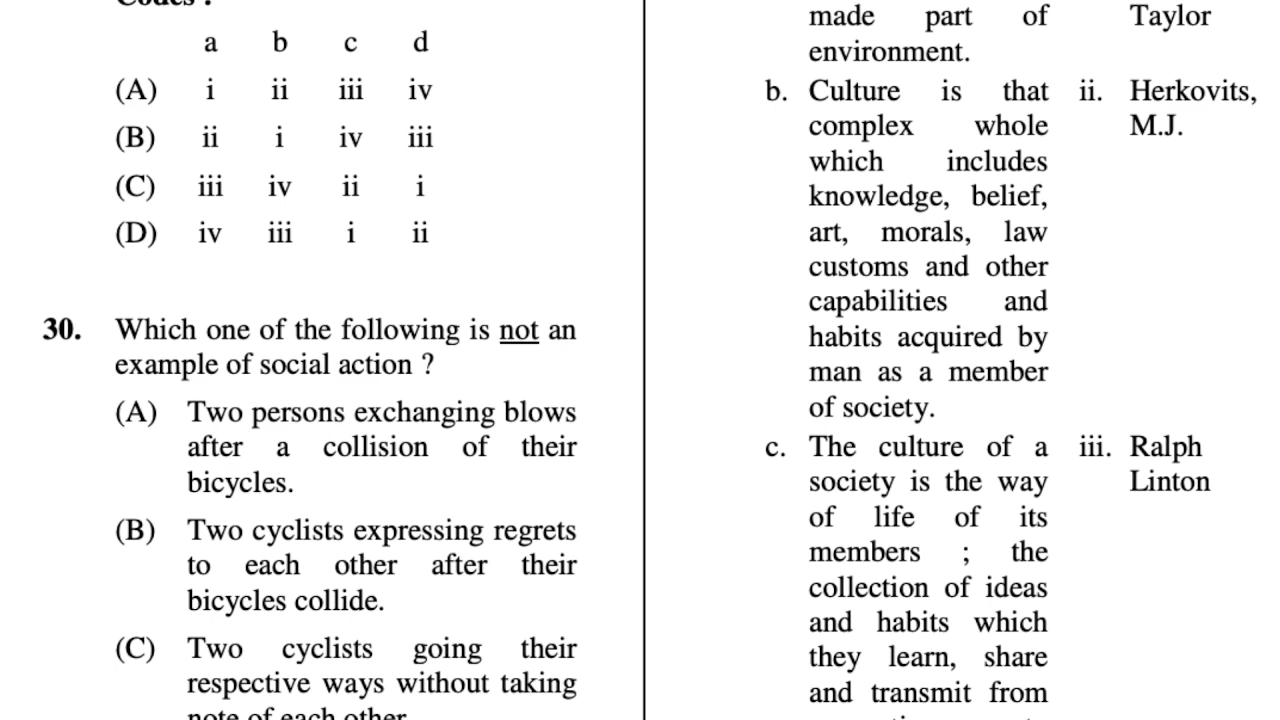 Codes :
a b c d
(A) i ii iii iv
(B) ii i iv iii
(C) iii iv ii i
(D) iv iii i ii
30. Which one of the following is not an
example of social action ?
(A) Two persons exchanging blows
after a collision of their
bicycles.
(B) Two cyclists expressing regrets
to each other after their
bicycles collide.
(C) Two cyclists going their
respective ways without taking
note of each other
made part of Taylor
environment.
b. Culture is that ii. Herkovits,
complex whole M.J.
which includes
knowledge, belief,
art, morals, law
customs and other
capabilities and
habits acquired by
man as a member
of society.
c. The culture of a iii. Ralph
society is the way Linton
of life of its
members ; the
collection of ideas
and habits which
they learn, share
and transmit from